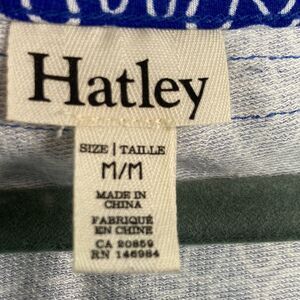 Hatley
SIZE | TAILLE
M/M
MADE IN
CHINA
FABRIQUÉ
EN CHINE
CA 20859
RN 146984